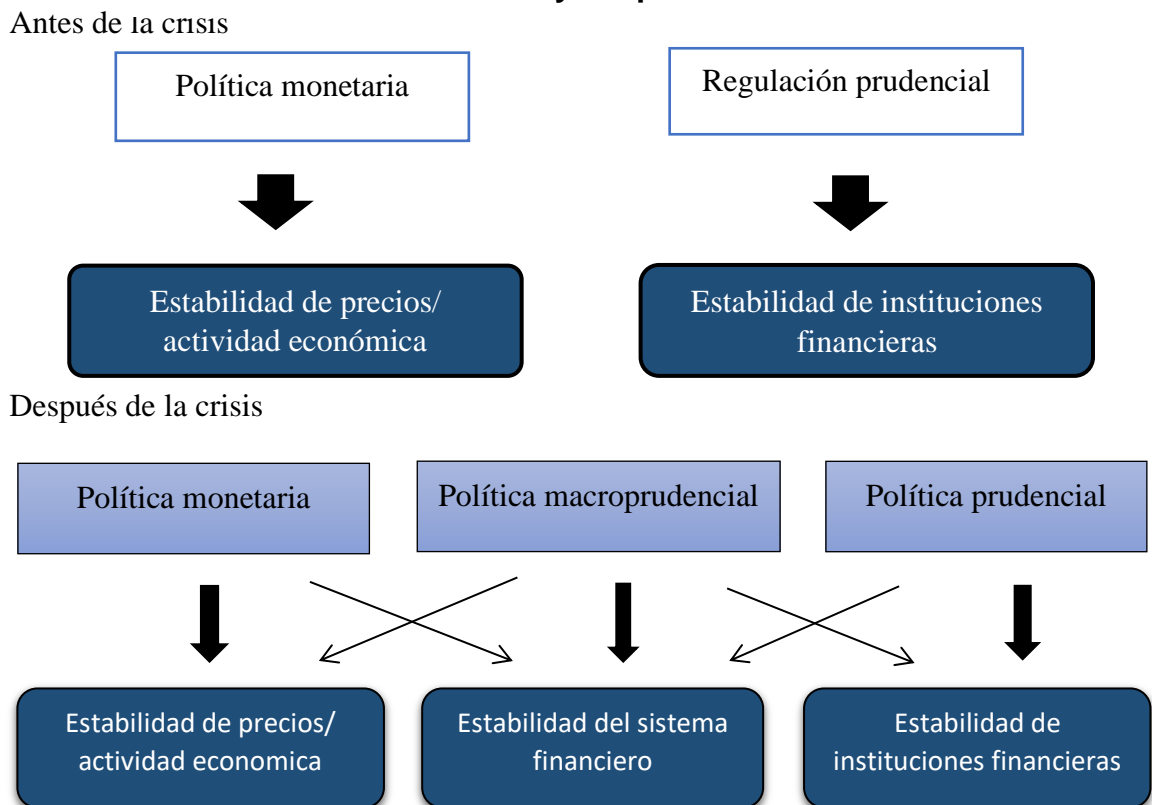 Antes de la crisis
Política monetaria
Regulación prudencial
Estabilidad de precios/
actividad económica
Estabilidad de instituciones
financieras
Después de la crisis
Política monetaria
Política macroprudencial
Política prudencial
Estabilidad de precios/
actividad economica
Estabilidad del sistema
financiero
Estabilidad de
instituciones financieras